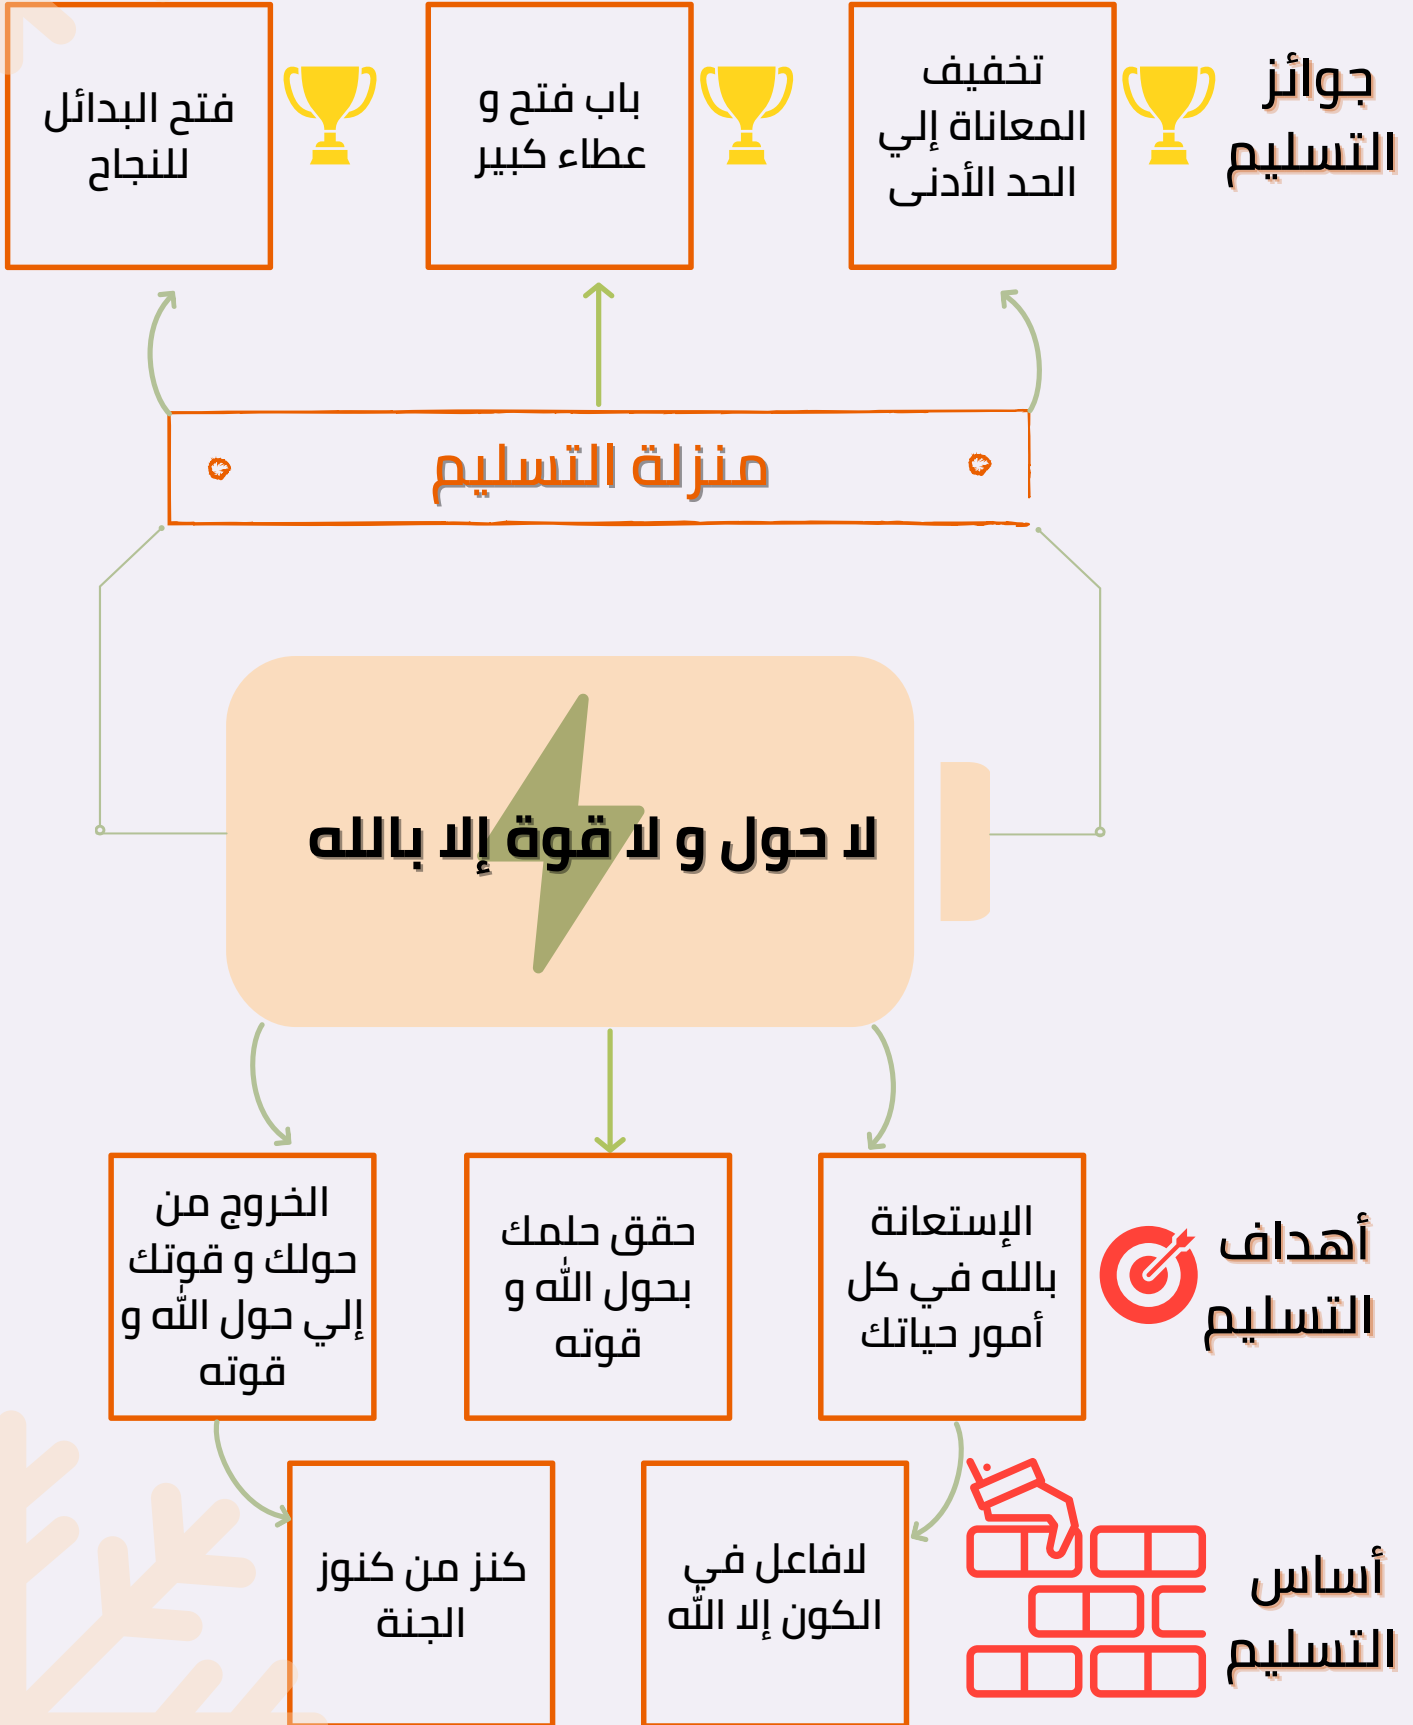 جوائز
التسليم
تخفيف
المعاناة إلي
الحد الأدنى
باب فتح و
عطاء كبير
فتح البدائل
للنجاح
منزلة التسليم
لا حول و لا قوة إلا بالله
أهداف
التسليم
الإستعانة
بالله في كل
أمور حياتك
حقق حلمك
بحول الله و
قوته
الخروج من
حولك و قوتك
إلي حول الله و
قوته
أساس
التسليم
لافاعل في
الكون إلا الله
كنز من كنوز
الجنة